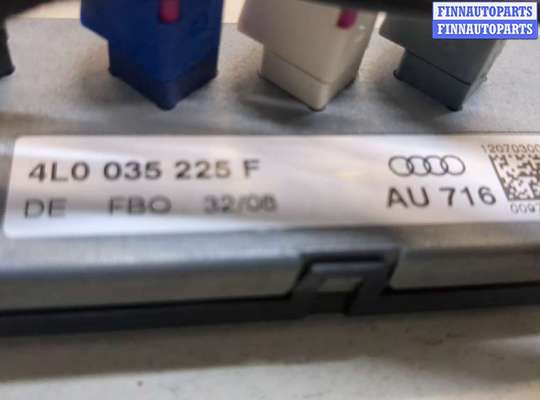 FINNAUTOPARTS
FINNAUTOPARTS
4L0 035 225 F
DE FBO 32/08
AU 716